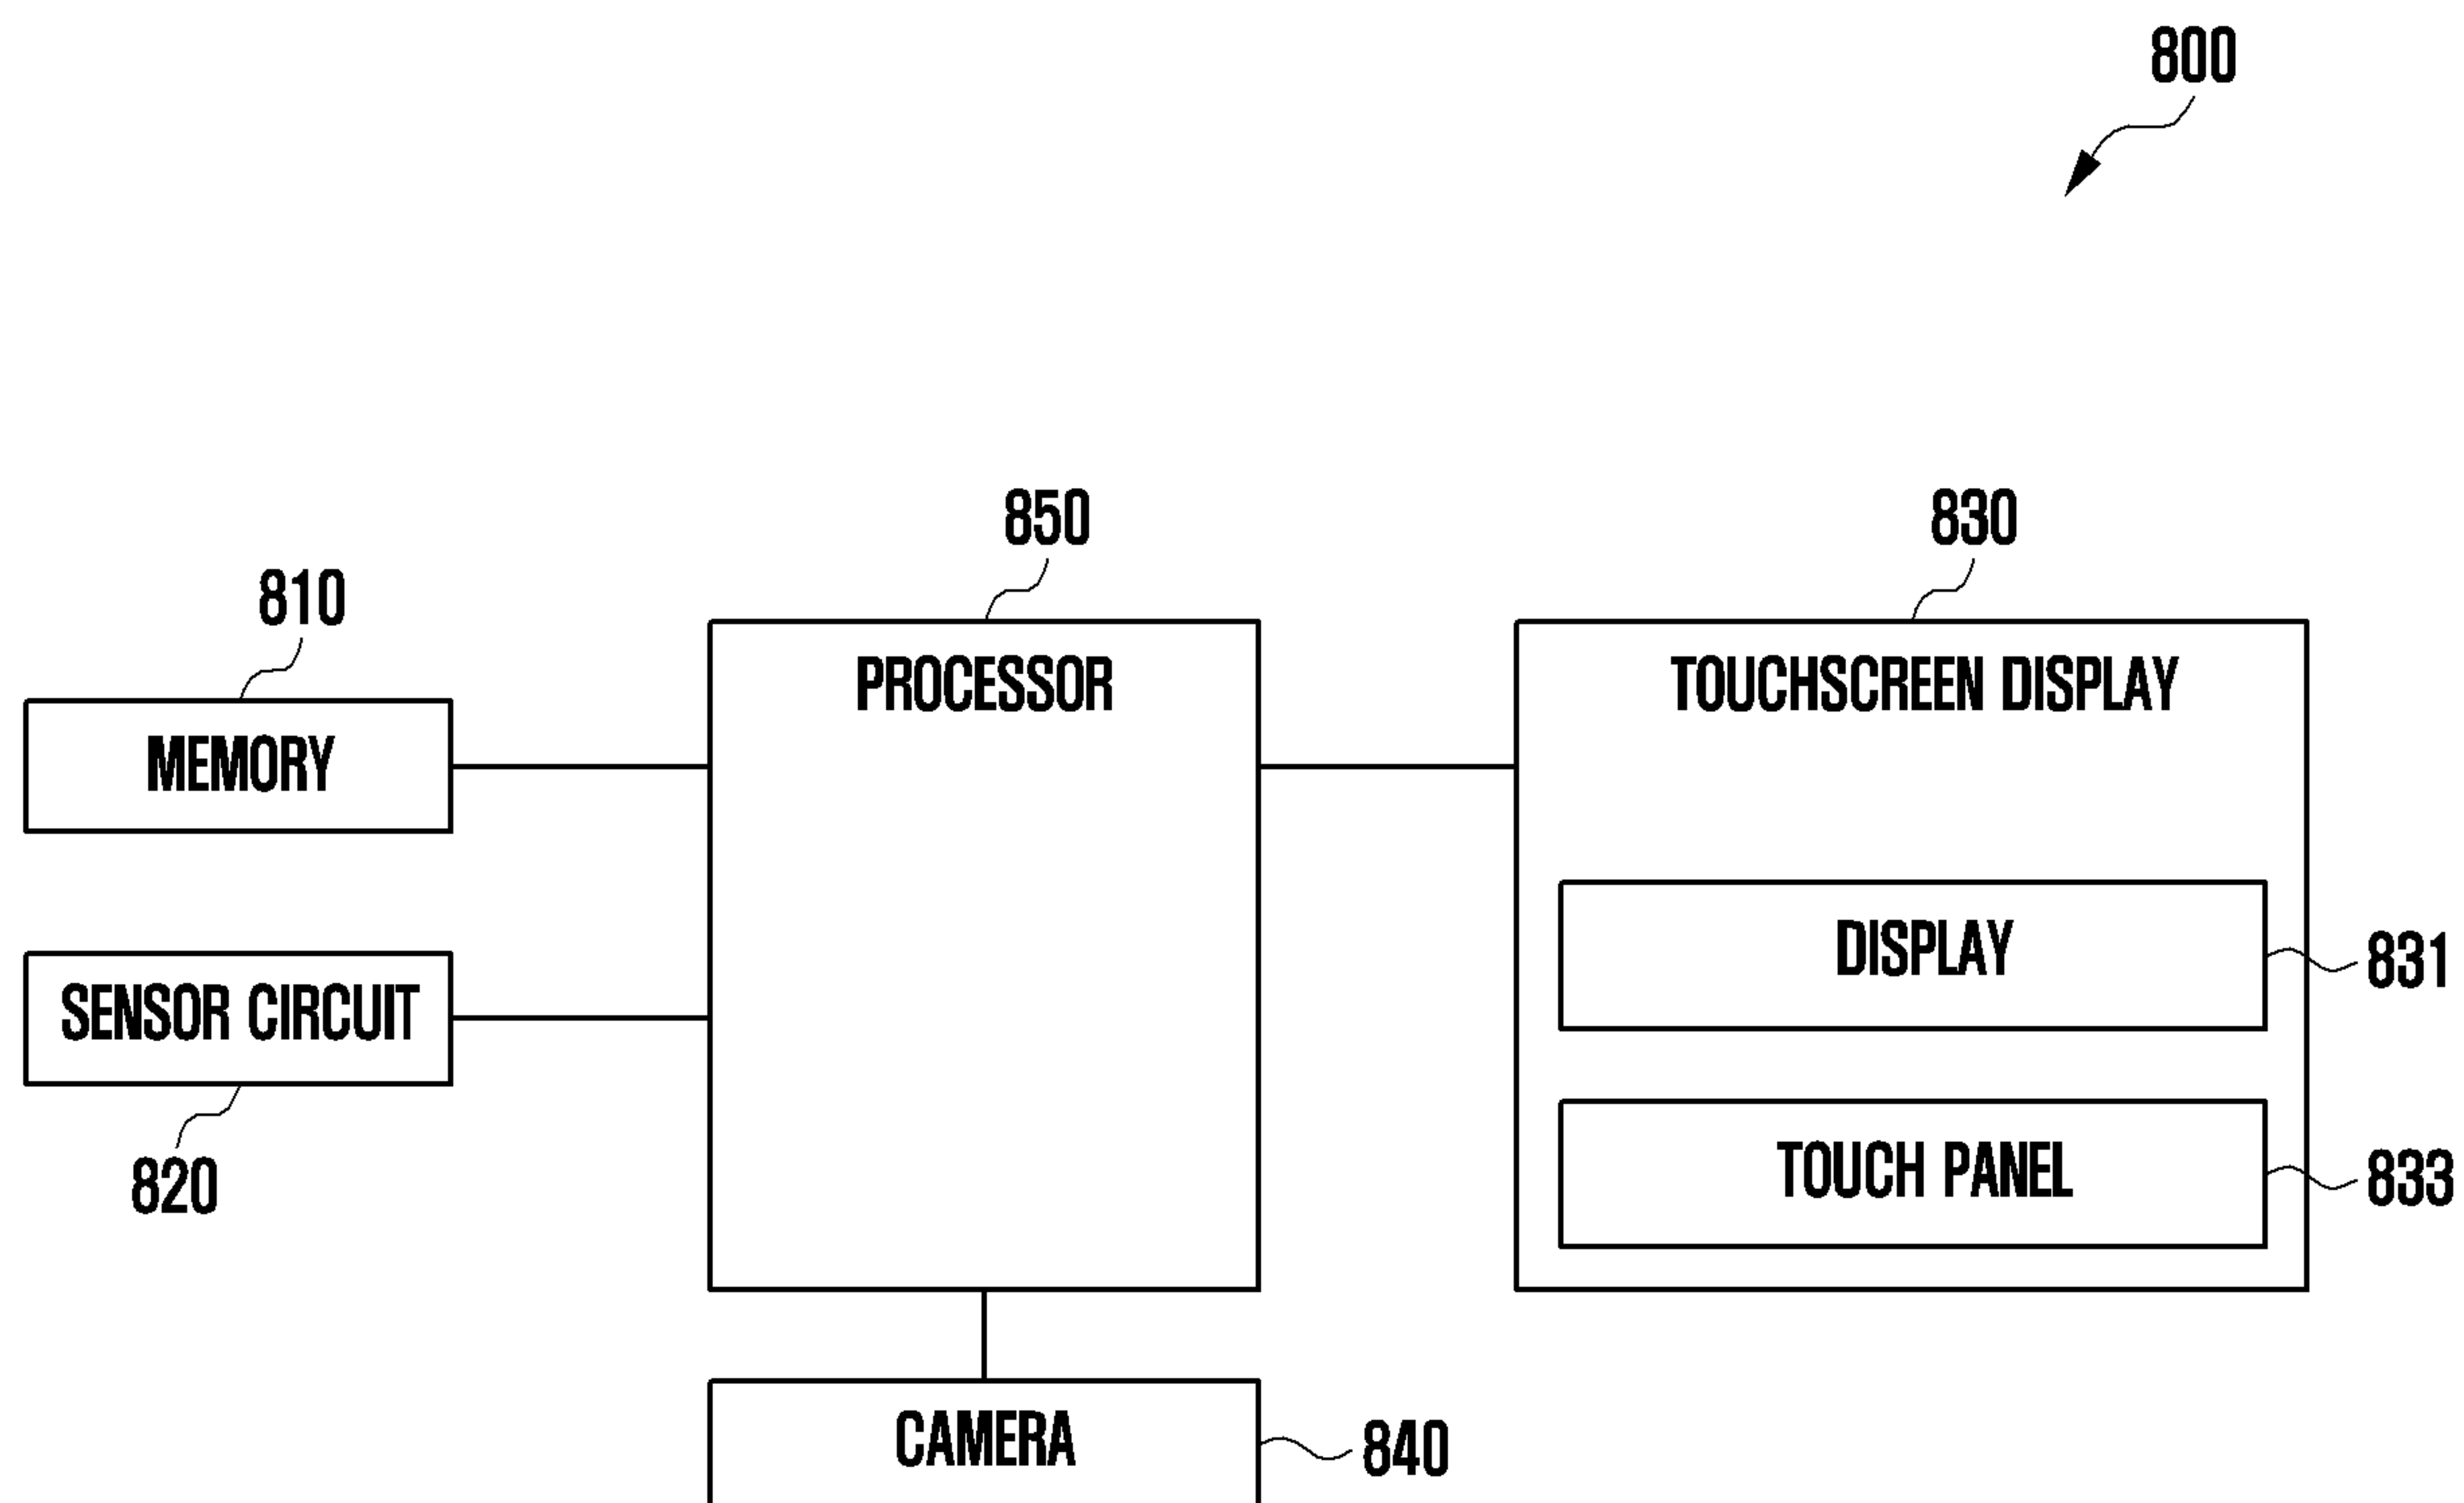 800
850
830
810
PROCESSOR
TOUCHSCREEN DISPLAY
MEMORY
DISPLAY
831
SENSOR CIRCUIT
TOUCH PANEL
833
820
CAMERA
840